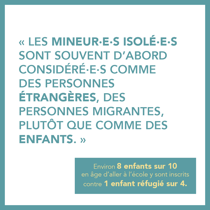 « LES MINEUR·E·S ISOLÉ·E·S
SONT SOUVENT D’ABORD
CONSIDÉRÉ·E·S COMME
DES PERSONNES
ÉTRANGÈRES, DES
PERSONNES MIGRANTES,
PLUTÔT QUE COMME DES
ENFANTS. »
Environ 8 enfants sur 10
en âge d’aller à l’école y sont inscrits
contre 1 enfant réfugié sur 4.